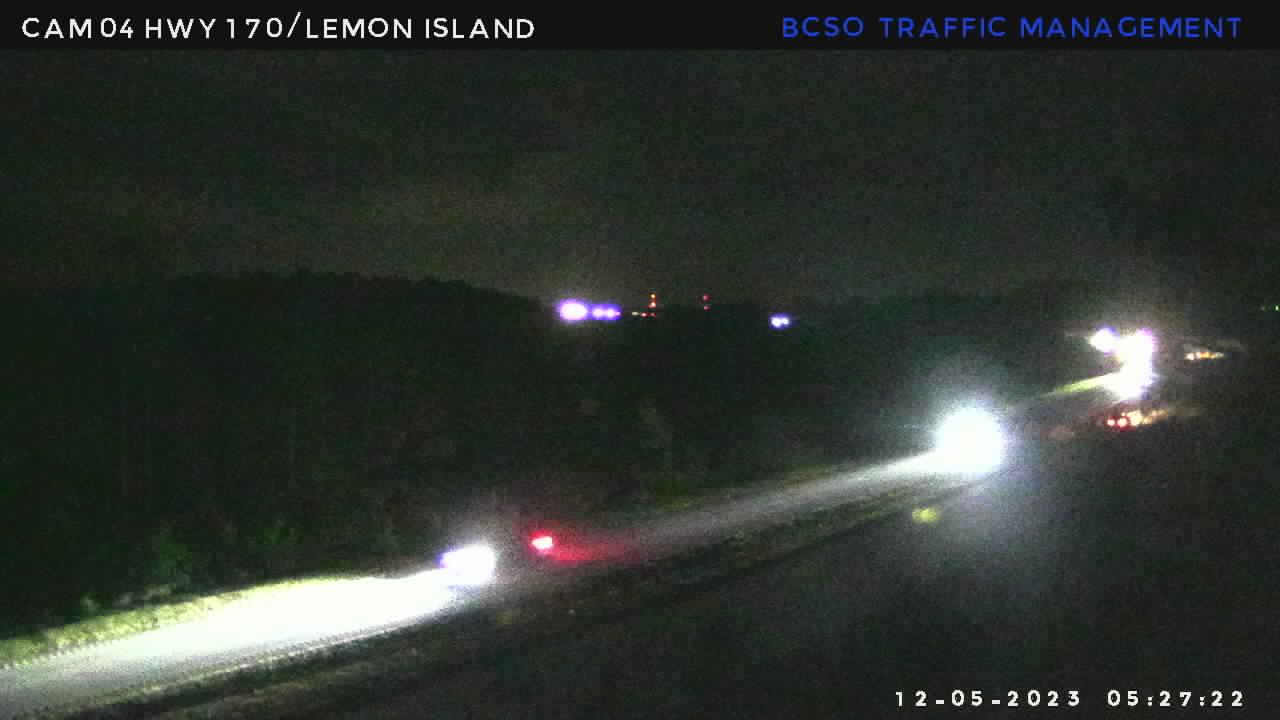 CAM04 HWY 170/LEMON ISLAND
BCSO TRAFFIC MANAGEMENT
12-05-2023 05:27:22